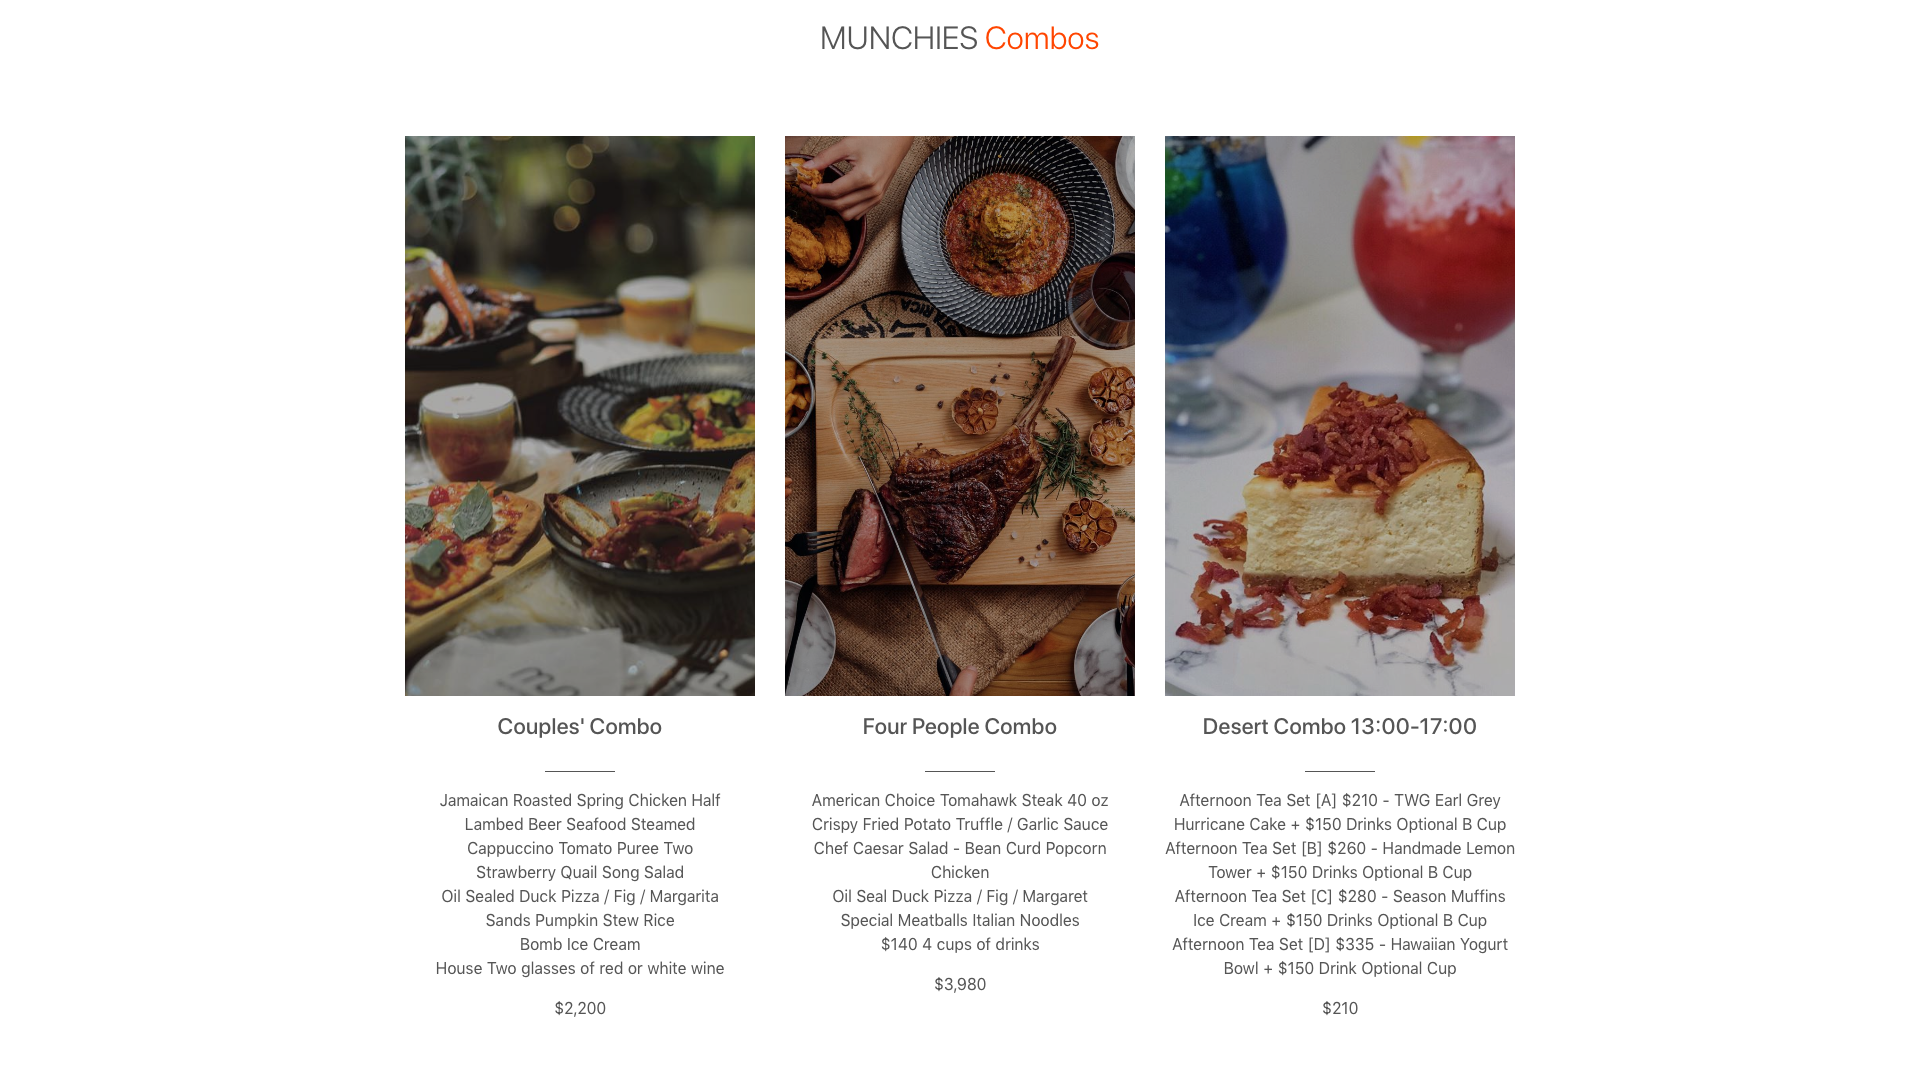 MUNCHIES Combos
STA RICA
Couples' Combo
Jamaican Roasted Spring Chicken Half
Lambed Beer Seafood Steamed
Cappuccino Tomato Puree Two
Strawberry Quail Song Salad
Oil Sealed Duck Pizza / Fig / Margarita
Sands Pumpkin Stew Rice
Bomb Ice Cream
House Two glasses of red or white wine
$2,200
Four People Combo
American Choice Tomahawk Steak 40 oz
Crispy Fried Potato Truffle / Garlic Sauce
Chef Caesar Salad - Bean Curd Popcorn
Chicken
Oil Seal Duck Pizza / Fig / Margaret
Special Meatballs Italian Noodles
$140 4 cups of drinks
$3,980
Desert Combo 13:00-17:00
Afternoon Tea Set [A] $210 - TWG Earl Grey
Hurricane Cake + $150 Drinks Optional B Cup
Afternoon Tea Set [B] $260 - Handmade Lemon
Tower + $150 Drinks Optional B Cup
Afternoon Tea Set [C] $280 - Season Muffins
Ice Cream + $150 Drinks Optional B Cup
Afternoon Tea Set [D] $335 - Hawaiian Yogurt
Bowl + $150 Drink Optional Cup
$210